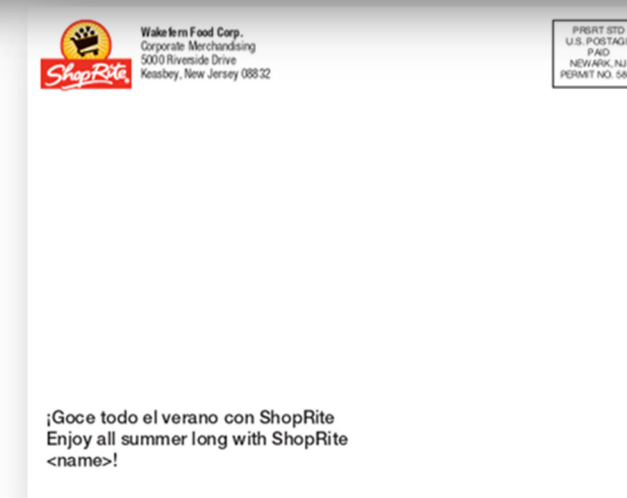 ShopRite
Wakefern Food Corp.
Corporate Merchandising
5000 Riverside Drive
Keasbey, New Jersey 08832
PRSRT STD
U.S. POSTAG
PAID
NEWARK, NJ
PERMIT NO. 58
¡Goce todo el verano con ShopRite
Enjoy all summer long with ShopRite
<name>!